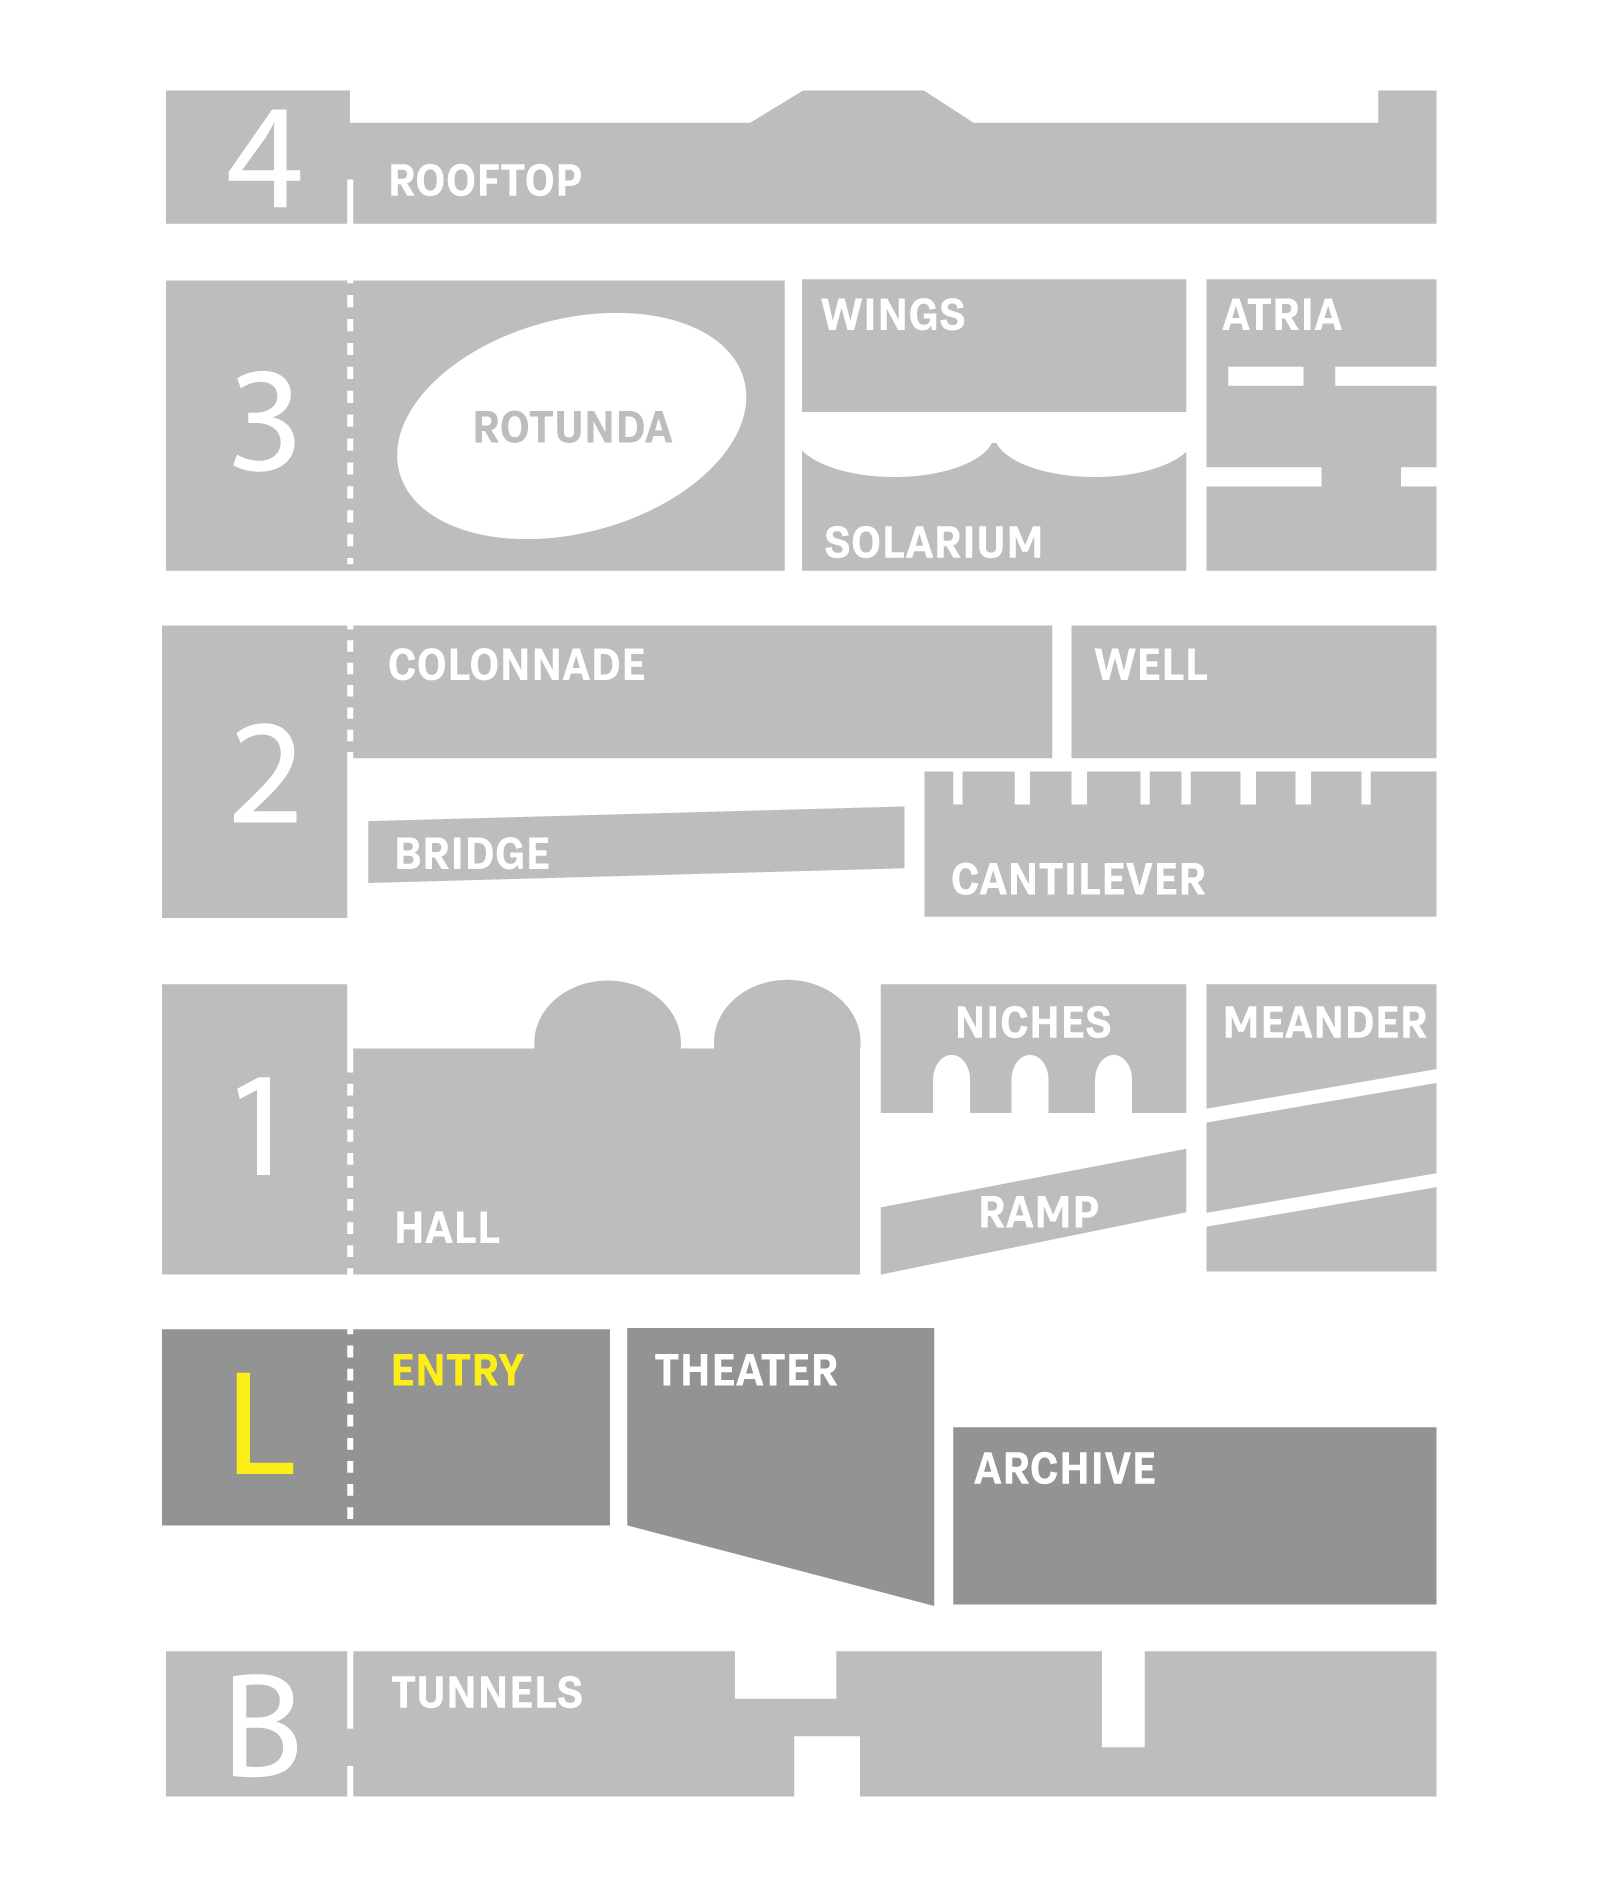 4
ROOFTOP
3
ROTUNDA
WINGS
SOLARIUM
ATRIA
2
COLONNADE
WELL
BRIDGE
CANTILEVER
1
HALL
NICHES
RAMP
MEANDER
L
ENTRY
THEATER
ARCHIVE
B
TUNNELS